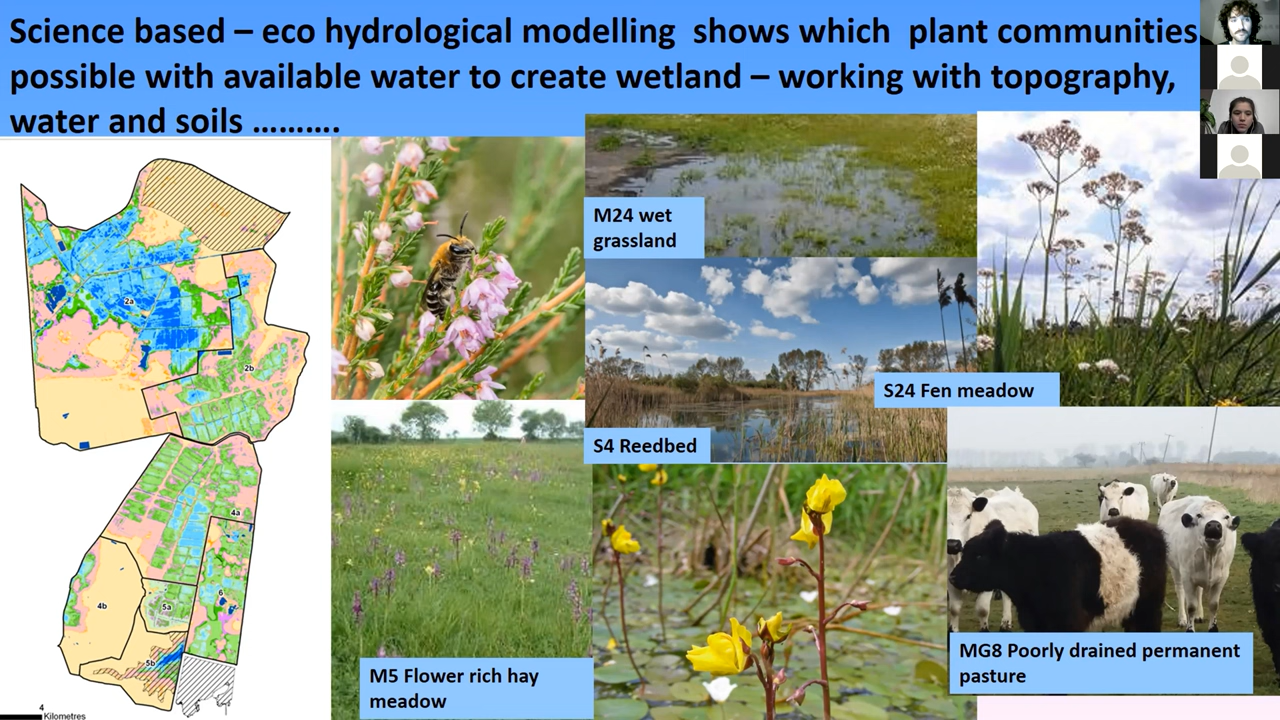 Science based – eco hydrological modelling  shows which  plant communities
possible with available water to create wetland – working with topography,
water and soils ……….
M24 wet
grassland
S24 Fen meadow
S4 Reedbed
M5 Flower rich hay
meadow
MG8 Poorly drained permanent
pasture
2a
2b
4a
4b
5a
6
5b
4
Kilometres